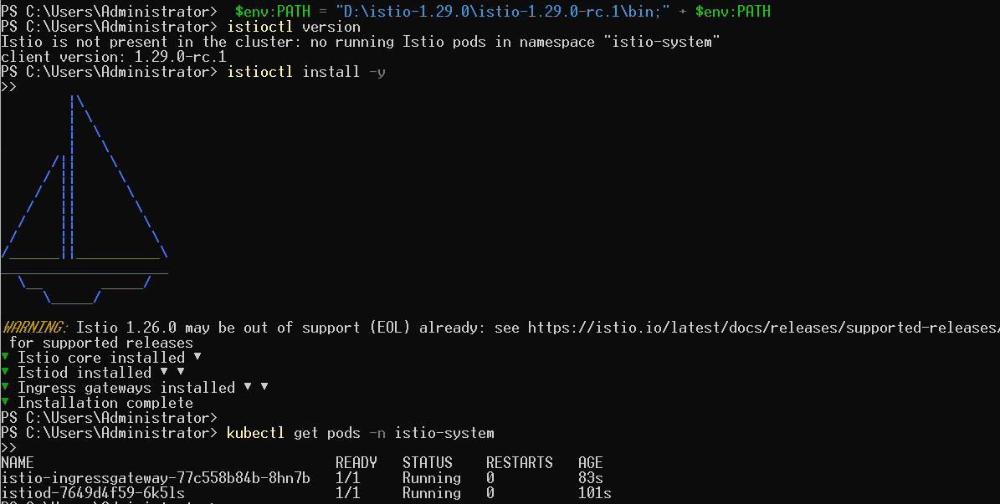 PS C:\Users\Administrator>  $env:PATH = "D:\istio-1.29.0\istio-1.29.0-rc.1\bin;" + $env:PATH
PS C:\Users\Administrator> istioctl version
Istio is not present in the cluster: no running Istio pods in namespace "istio-system"
client version: 1.29.0-rc.1
PS C:\Users\Administrator> istioctl install -y
>>
WARNING: Istio 1.26.0 may be out of support (EOL) already: see https://istio.io/latest/docs/releases/supported-releases/
 for supported releases
▼ Istio core installed ▼
▼ Istiod installed ▼ ▼
▼ Ingress gateways installed ▼ ▼
▼ Installation complete
PS C:\Users\Administrator>
PS C:\Users\Administrator> kubectl get pods -n istio-system
>>
NAME READY STATUS RESTARTS AGE
istio-ingressgateway-77c558b84b-8hn7b 1/1 Running 0 83s
istiod-7649d4f59-6k5ls 1/1 Running 0 101s
PS C:\Users\Administrator>